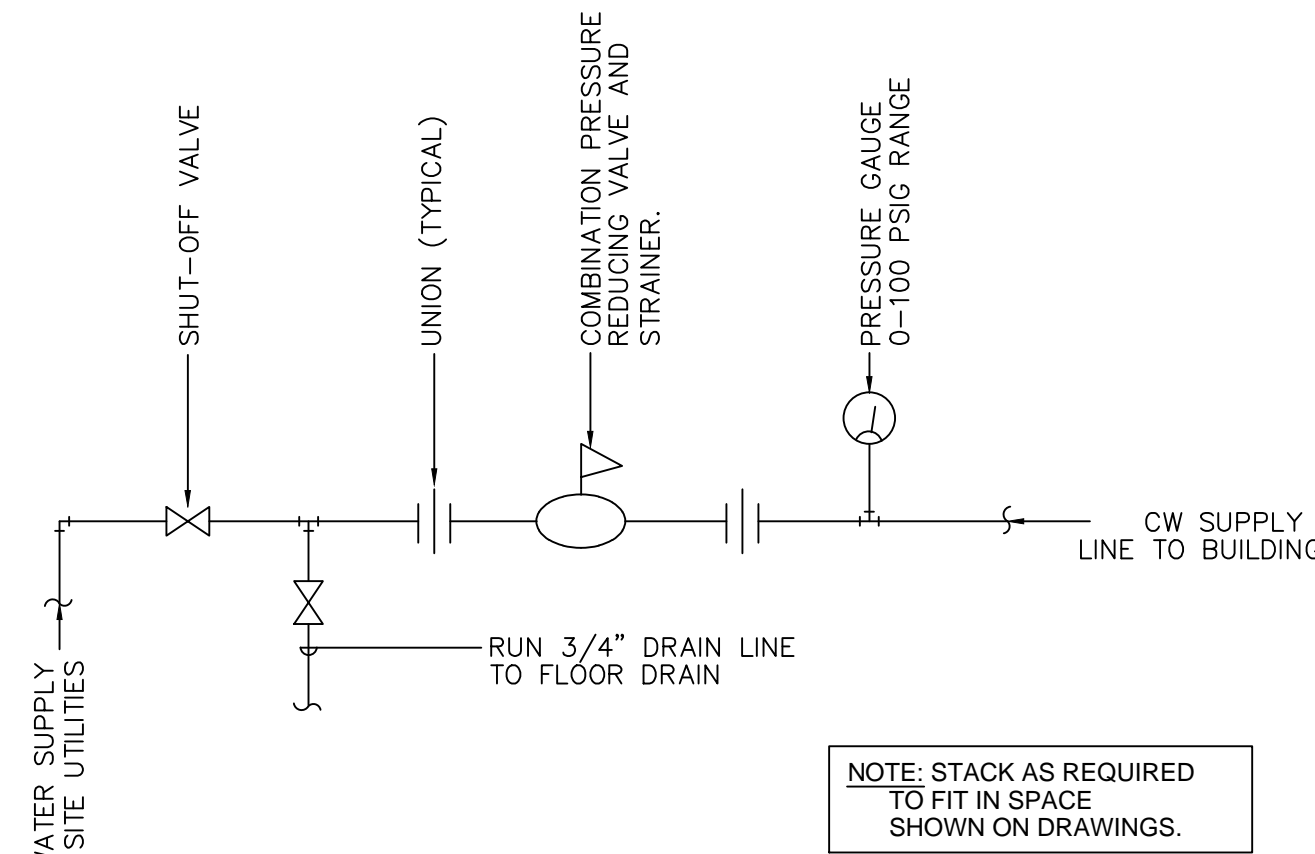 SHUT-OFF VALVE
UNION (TYPICAL)
COMBINATION PRESSURE
REDUCING VALVE AND
STRAINER.
PRESSURE GAUGE
0-100 PSIG RANGE
CW SUPPLY
LINE TO BUILDING
RUN 3/4" DRAIN LINE
TO FLOOR DRAIN
WATER SUPPLY
SITE UTILITIES
NOTE: STACK AS REQUIRED
TO FIT IN SPACE
SHOWN ON DRAWINGS.